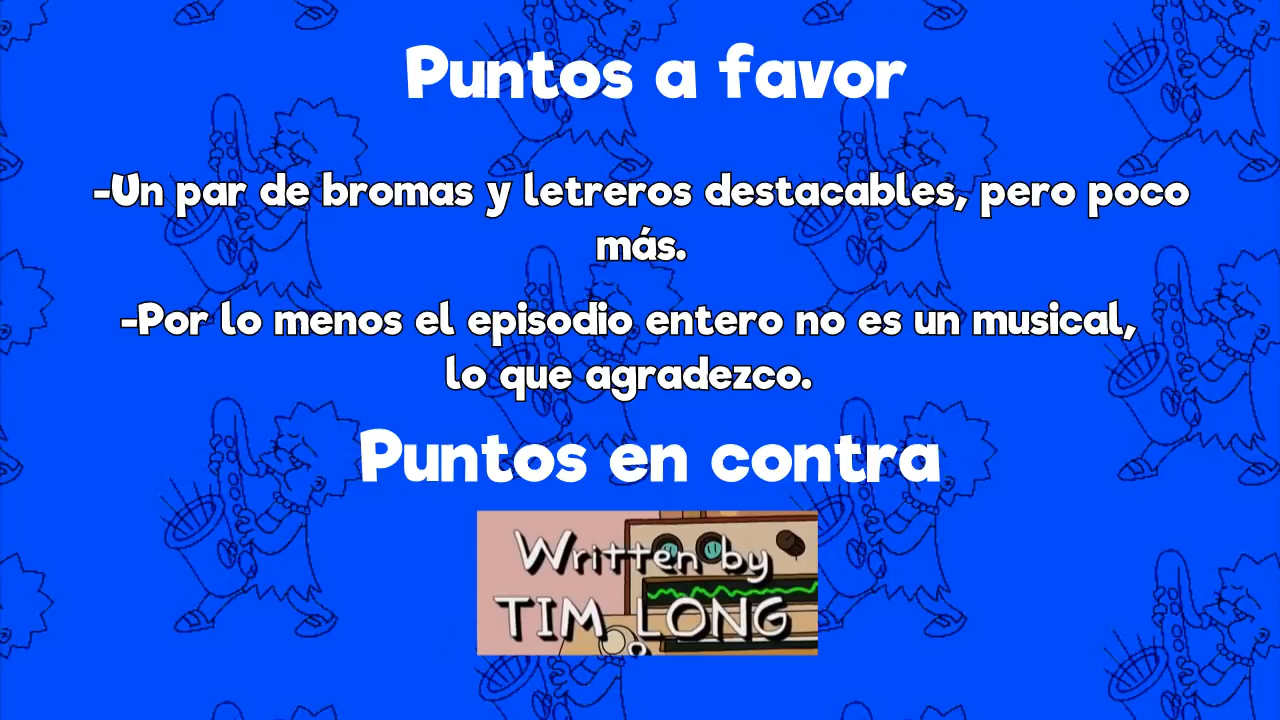 Puntos a favor
-Un par de bromas y letreros destacables, pero poco
más.
-Por lo menos el episodio entero no es un musical,
lo que agradezco.
Puntos en contra
Written by
TIM LONG